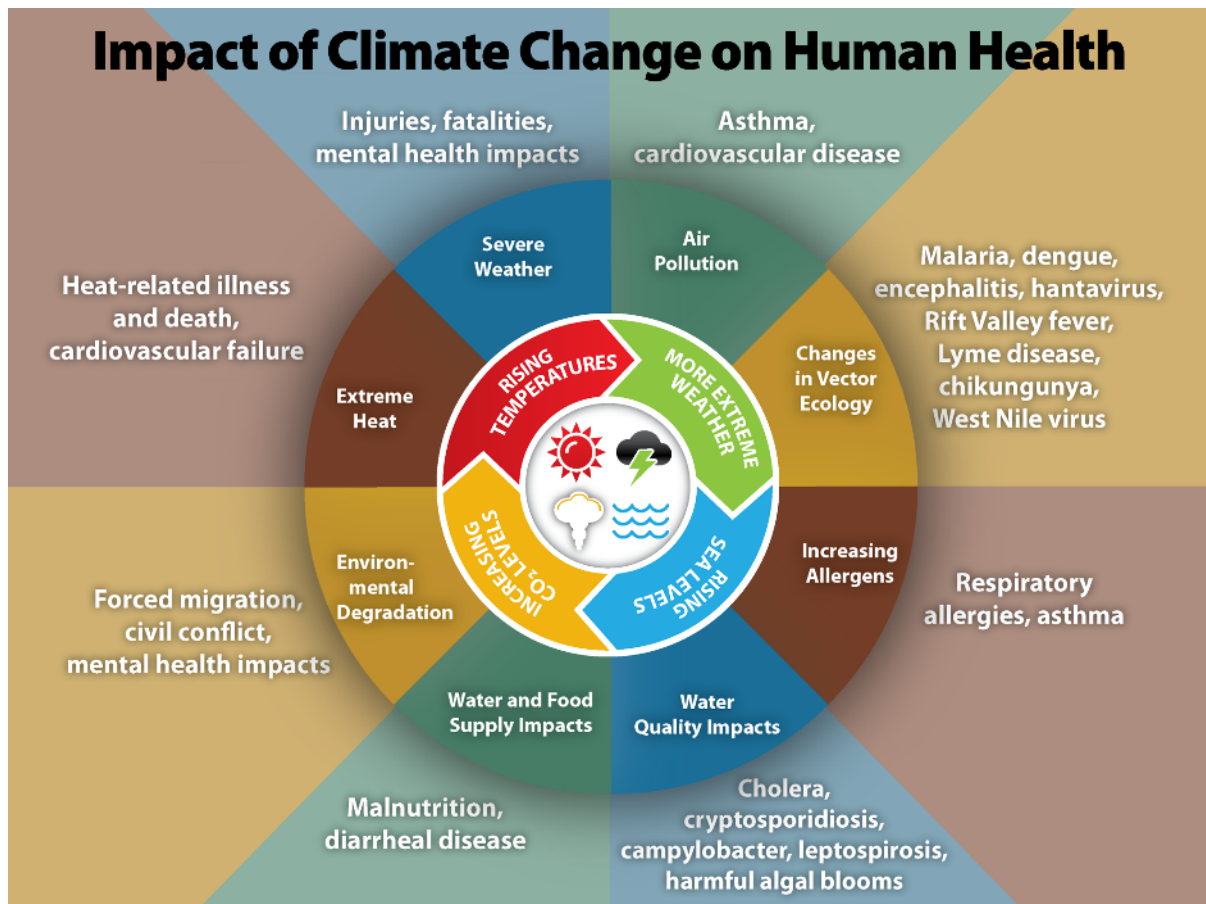 Impact of Climate Change on Human Health
Injuries, fatalities,
mental health impacts
Asthma,
cardiovascular disease
Severe
Weather
Air
Pollution
Malaria, dengue,
encephalitis, hantavirus,
Rift Valley fever,
Lyme disease,
chikungunya,
West Nile virus
Heat-related illness
and death,
cardiovascular failure
Extreme
Heat
Changes
in Vector
Ecology
RISING
TEMPERATURES
MORE EXTREME
WEATHER
INCREASING
CO₂ LEVELS
RISING
SEA LEVELS
Environ-
mental
Degradation
Increasing
Allergens
Forced migration,
civil conflict,
mental health impacts
Respiratory
allergies, asthma
Water and Food
Supply Impacts
Water
Quality Impacts
Malnutrition,
diarrheal disease
Cholera,
cryptosporidiosis,
campylobacter, leptospirosis,
harmful algal blooms